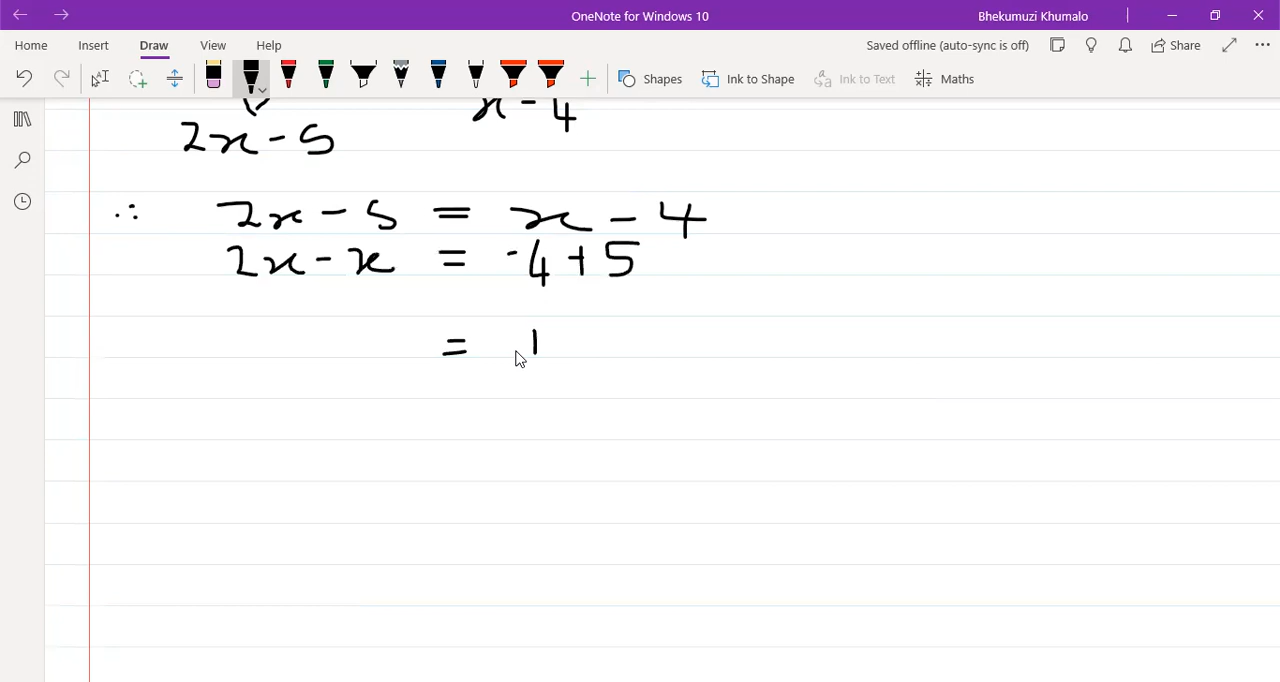 OneNote for Windows 10
Bhekumuzi Khumalo
Home Insert Draw View Help
Saved offline (auto-sync is off) Share
Shapes Ink to Shape Ink to Text Maths
x - 4
2x - 5
∴ 2x - 5 = x - 4
2x - x = -4 + 5
= 1